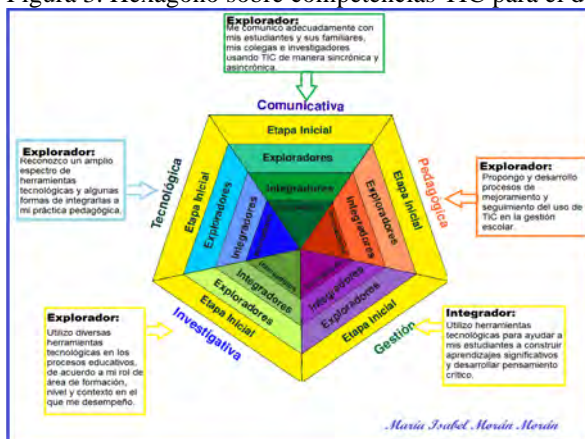 Figura 3. Hexágono sobre competencias TIC para el d
Explorador:
Me comunico adecuadamente con
mis estudiantes y sus familiares,
mis colegas e investigadores
usando TIC de manera sincrónica y
asincrónica.
Comunicativa
Etapa Inicial
Exploradores
Integradores
Tecnológica
Etapa Inicial
Exploradores
Integradores
Pedagógica
Etapa Inicial
Exploradores
Integradores
Explorador:
Reconozco un amplio
espectro de
herramientas
tecnológicas y algunas
formas de integrarlas a
mi práctica pedagógica.
Explorador:
Propongo y desarrollo
procesos de
mejoramiento y
seguimiento del uso de
TIC en la gestión
escolar.
Integradores
Exploradores
Etapa Inicial
Investigativa
Integradores
Exploradores
Etapa Inicial
Gestión
Explorador:
Utilizo diversas
herramientas
tecnológicas en los
procesos educativos,
de acuerdo a mi rol de
área de formación,
nivel y contexto en el
que me desempeño.
Integrador:
Utilizo herramientas
tecnológicas para ayudar a
mis estudiantes a construir
aprendizajes significativos y
desarrollar pensamiento
crítico.
María Isabel Morán Morán